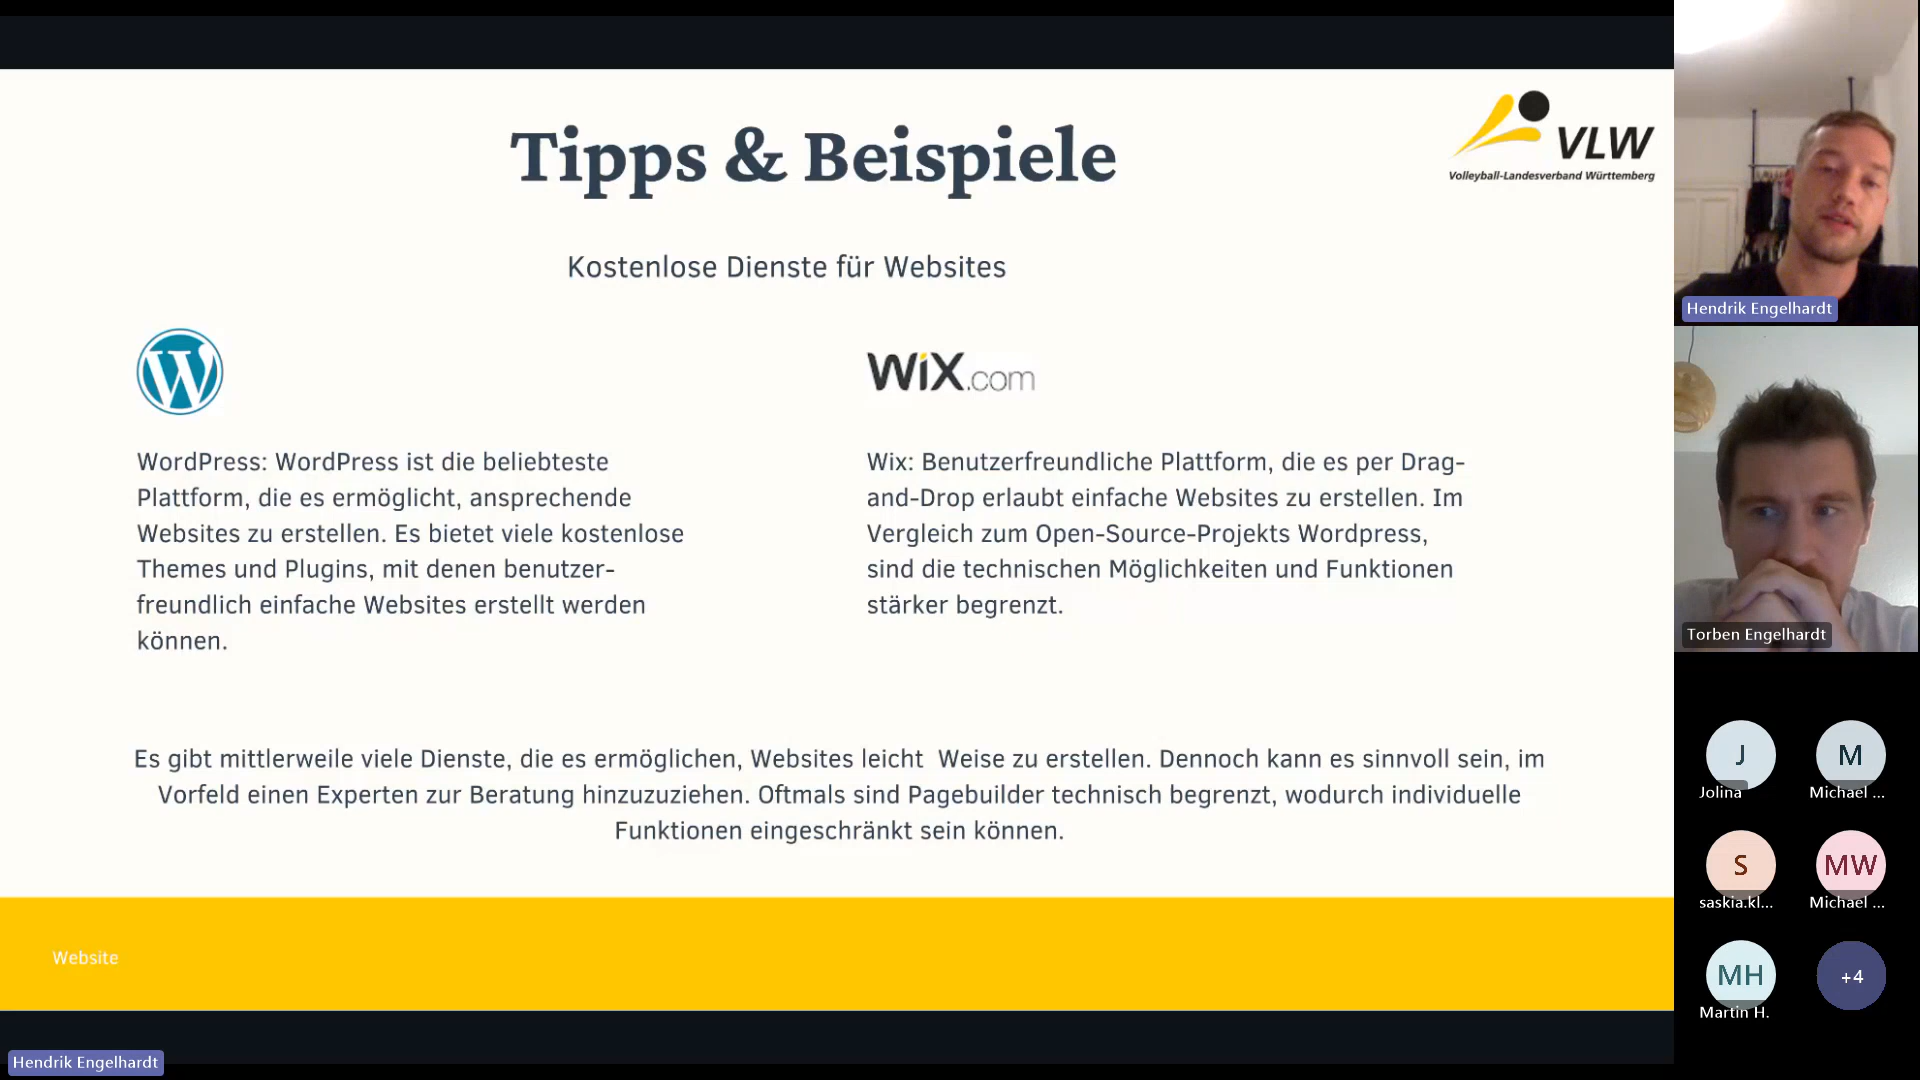 Tipps & Beispiele
VLW
Volleyball-Landesverband Württemberg
Kostenlose Dienste für Websites
W
WiX.com
WordPress: WordPress ist die beliebteste
Plattform, die es ermöglicht, ansprechende
Websites zu erstellen. Es bietet viele kostenlose
Themes und Plugins, mit denen benutzer-
freundlich einfache Websites erstellt werden
können.
Wix: Benutzerfreundliche Plattform, die es per Drag-
and-Drop erlaubt einfache Websites zu erstellen. Im
Vergleich zum Open-Source-Projekts Wordpress,
sind die technischen Möglichkeiten und Funktionen
stärker begrenzt.
Es gibt mittlerweile viele Dienste, die es ermöglichen, Websites leicht  Weise zu erstellen. Dennoch kann es sinnvoll sein, im
Vorfeld einen Experten zur Beratung hinzuzuziehen. Oftmals sind Pagebuilder technisch begrenzt, wodurch individuelle
Funktionen eingeschränkt sein können.
Website
Hendrik Engelhardt
Hendrik Engelhardt
Torben Engelhardt
J
Jolina
M
Michael ...
S
saskia.kl...
MW
Michael ...
MH
Martin H.
+4